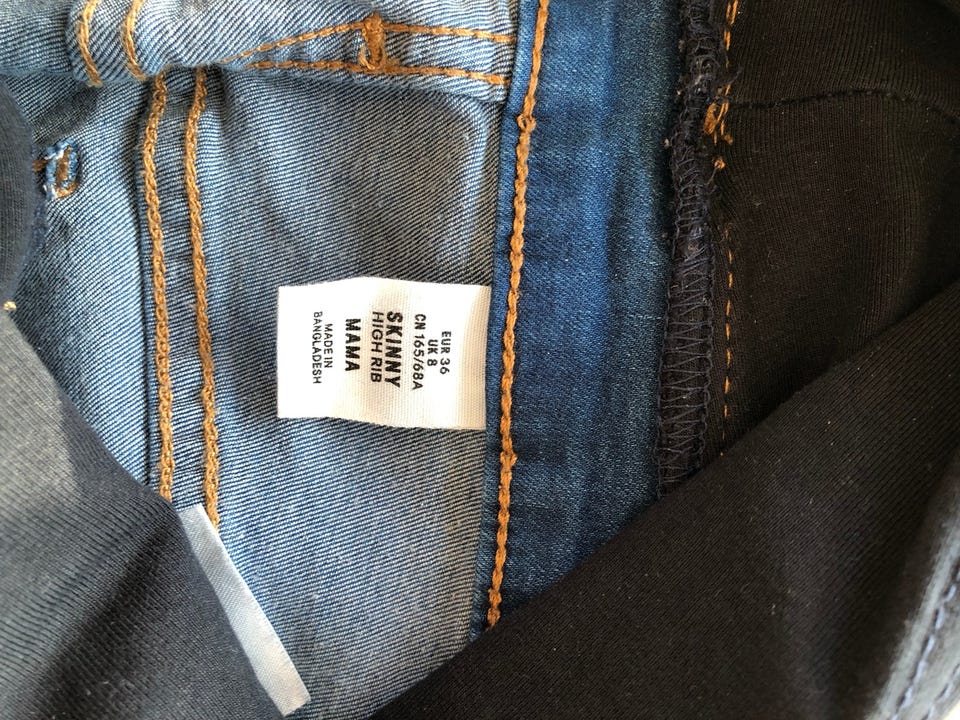 EUR 36
UK 8
CN 165/68A
SKINNY
HIGH RIB
MAMA
MADE IN
BANGLADESH